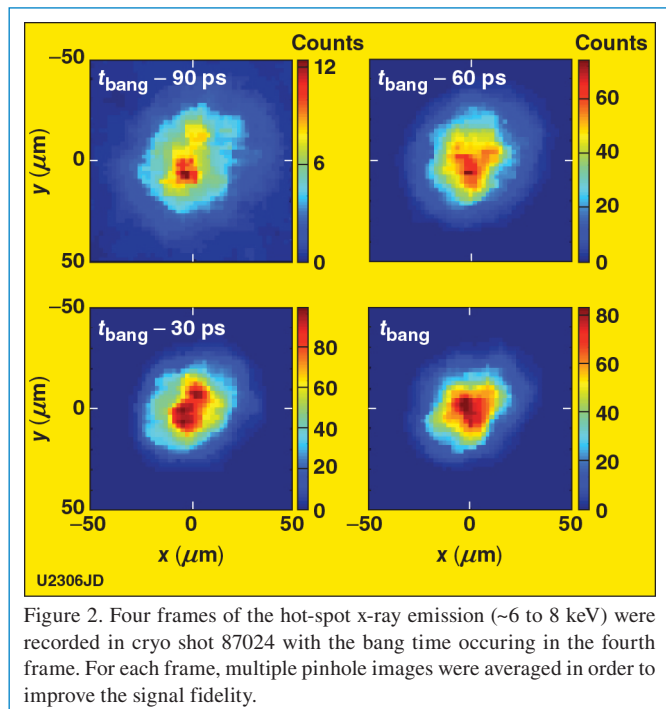 Counts
Counts
–50
t bang – 90 ps
12
t bang – 60 ps
60
y (μm)
0
6
40
20
50
0
0
–50
t bang – 30 ps
t bang
80
80
60
60
y (μm)
0
40
40
20
20
50
0
0
–50
0
50
–50
0
50
x (μm)
x (μm)
U2306JD
Figure 2. Four frames of the hot-spot x-ray emission (~6 to 8 keV) were
recorded in cryo shot 87024 with the bang time occuring in the fourth
frame. For each frame, multiple pinhole images were averaged in order to
improve the signal fidelity.